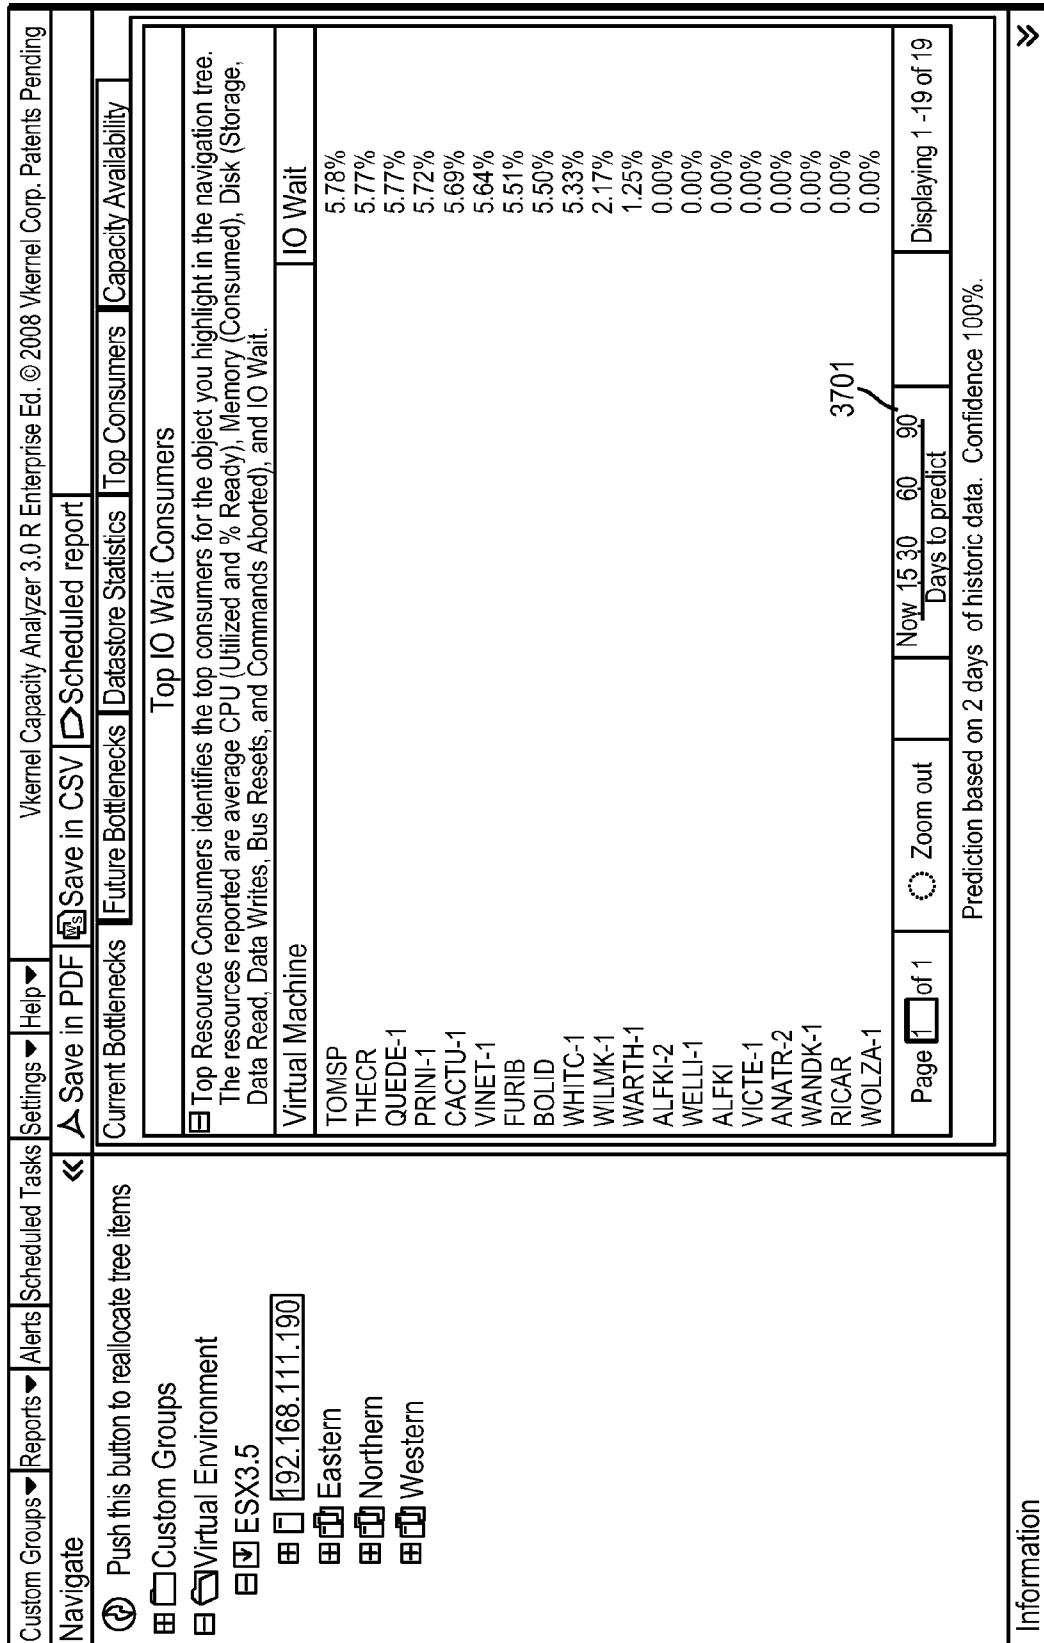 Custom Groups Reports Alerts Scheduled Tasks Settings Help Vkernel Capacity Analyzer 3.0 R Enterprise Ed. © 2008 Vkernel Corp. Patents Pending
Navigate « Save in PDF WS Save in CSV Scheduled report
Push this button to reallocate tree items
Custom Groups
Virtual Environment
ESX3.5
192.168.111.190
Eastern
Northern
Western
Current Bottlenecks Future Bottlenecks Datastore Statistics Top Consumers Capacity Availability
Top IO Wait Consumers
Top Resource Consumers identifies the top consumers for the object you highlight in the navigation tree.
The resources reported are average CPU (Utilized and % Ready), Memory (Consumed), Disk (Storage,
Data Read, Data Writes, Bus Resets, and Commands Aborted), and IO Wait.
Virtual Machine IO Wait
TOMSP 5.78%
THECR 5.77%
QUEDE-1 5.77%
PRINI-1 5.72%
CACTU-1 5.69%
VINET-1 5.64%
FURIB 5.51%
BOLID 5.50%
WHITC-1 5.33%
WILMK-1 2.17%
WARTH-1 1.25%
ALFKI-2 0.00%
WELLI-1 0.00%
ALFKI 0.00%
VICTE-1 0.00%
ANATR-2 0.00%
WANDK-1 0.00%
RICAR 0.00%
WOLZA-1 0.00%
3701
Page 1 of 1 Zoom out Now 15 30 60 90 Displaying 1 -19 of 19
Days to predict
Prediction based on 2 days of historic data. Confidence 100%.
Information »